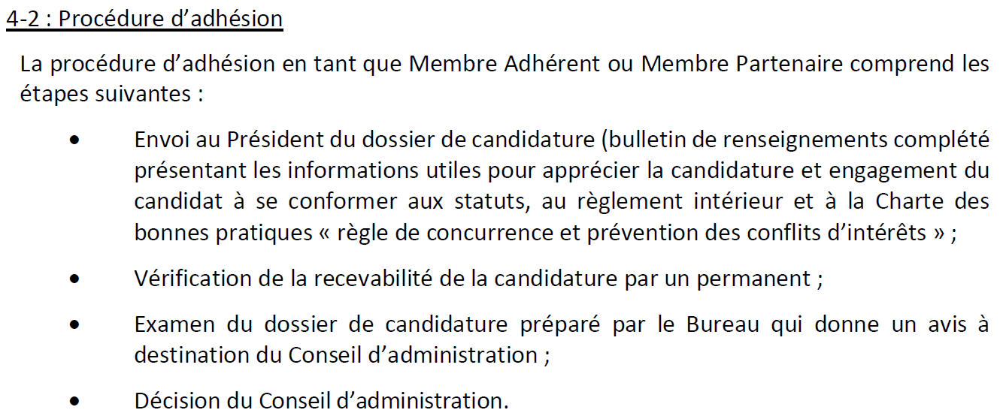 4-2 : Procédure d’adhésion
La procédure d’adhésion en tant que Membre Adhérent ou Membre Partenaire comprend les
étapes suivantes :
• Envoi au Président du dossier de candidature (bulletin de renseignements complété
présentant les informations utiles pour apprécier la candidature et engagement du
candidat à se conformer aux statuts, au règlement intérieur et à la Charte des
bonnes pratiques « règle de concurrence et prévention des conflits d’intérêts » ;
• Vérification de la recevabilité de la candidature par un permanent ;
• Examen du dossier de candidature préparé par le Bureau qui donne un avis à
destination du Conseil d’administration ;
• Décision du Conseil d’administration.